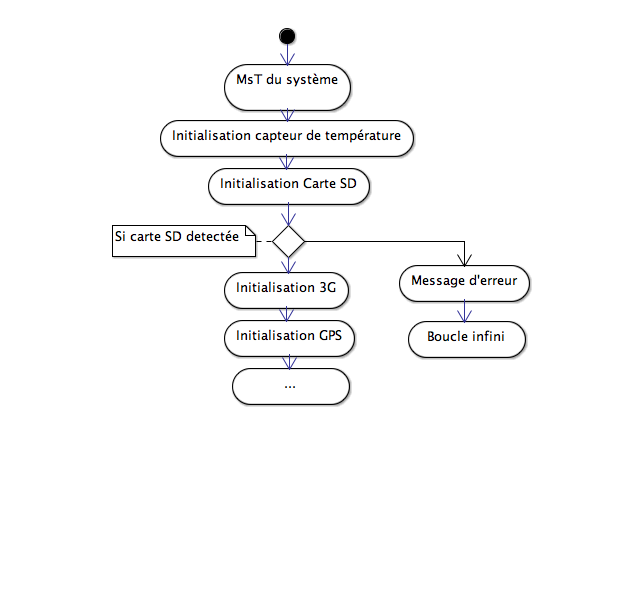 MsT du système
Initialisation capteur de température
Initialisation Carte SD
Si carte SD detectée
Initialisation 3G
Message d'erreur
Initialisation GPS
Boucle infini
...